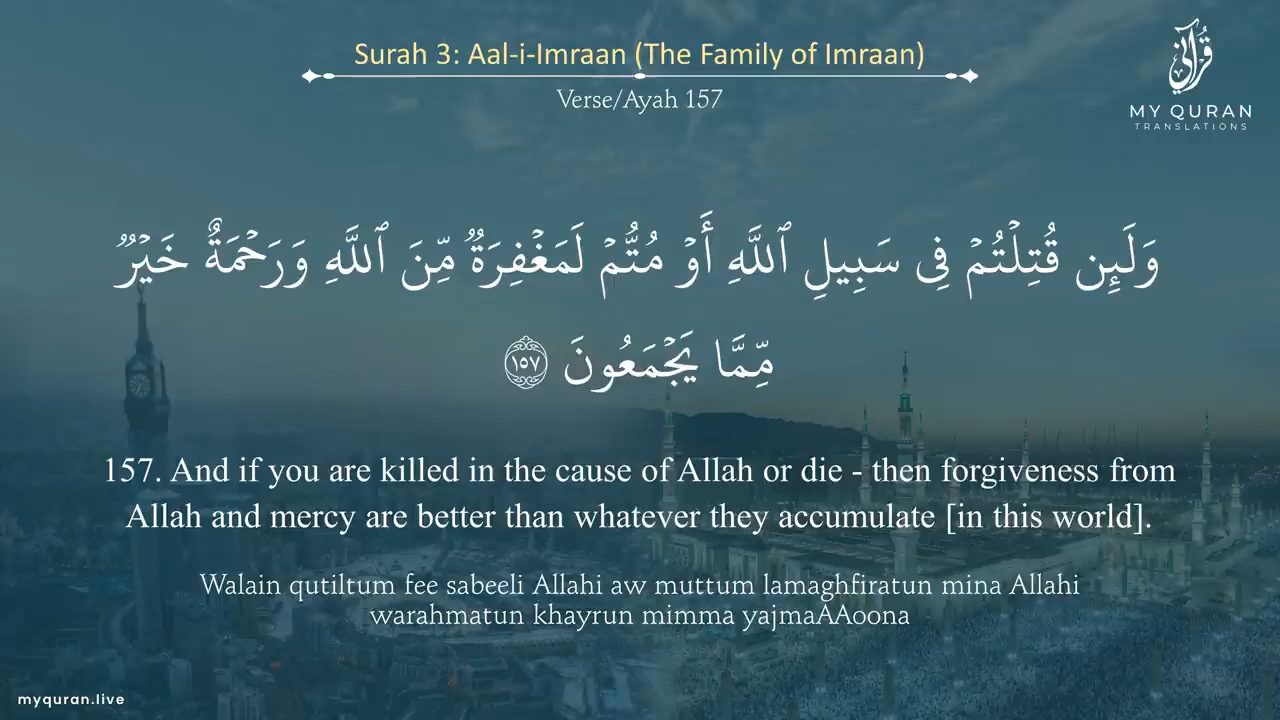 Surah 3: Aal-i-Imraan (The Family of Imraan)
Verse/Ayah 157
قُرْآنِي
MY QURAN
TRANSLATIONS
وَلَئِن قُتِلْتُمْ فِى سَبِيلِ ٱللَّهِ أَوْ مُتُّمْ لَمَغْفِرَةٌ مِّنَ ٱللَّهِ وَرَحْمَةٌ خَيْرٌ
مِّمَّا يَجْمَعُونَ ١٥٧
157. And if you are killed in the cause of Allah or die - then forgiveness from
Allah and mercy are better than whatever they accumulate [in this world].
Walain qutiltum fee sabeeli Allahi aw muttum lamaghfiratun mina Allahi
warahmatun khayrun mimma yajmaAAoona
myquran.live